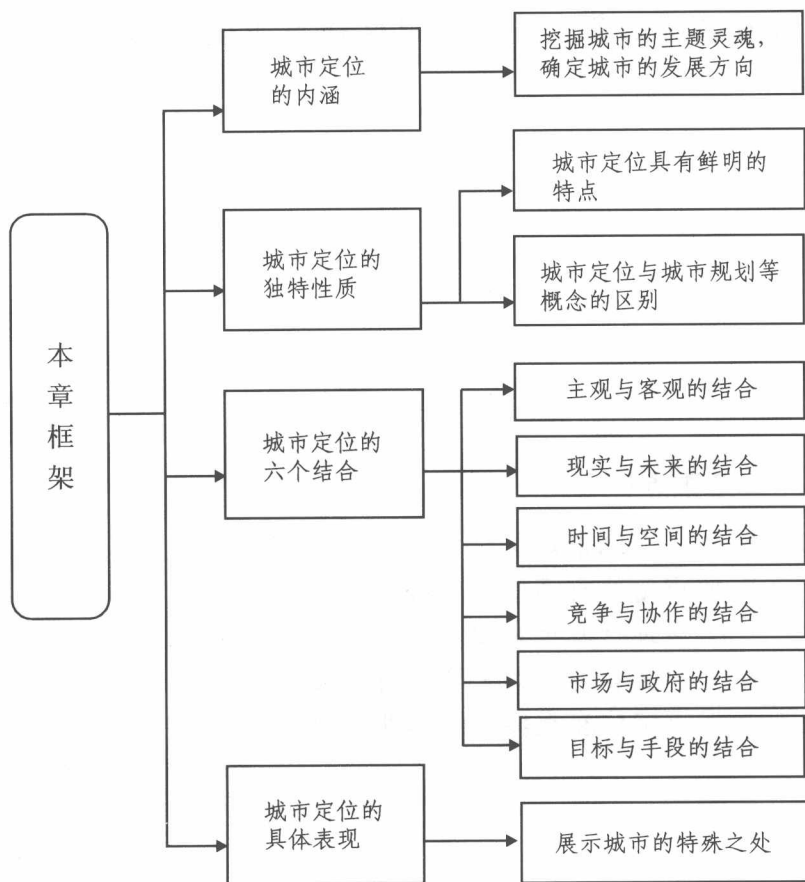 本章框架
城市定位
的内涵
挖掘城市的主题灵魂,
确定城市的发展方向
城市定位的
独特性质
城市定位具有鲜明的
特点
城市定位与城市规划等
概念的区别
城市定位的
六个结合
主观与客观的结合
现实与未来的结合
时间与空间的结合
竞争与协作的结合
市场与政府的结合
目标与手段的结合
城市定位的
具体表现
展示城市的特殊之处